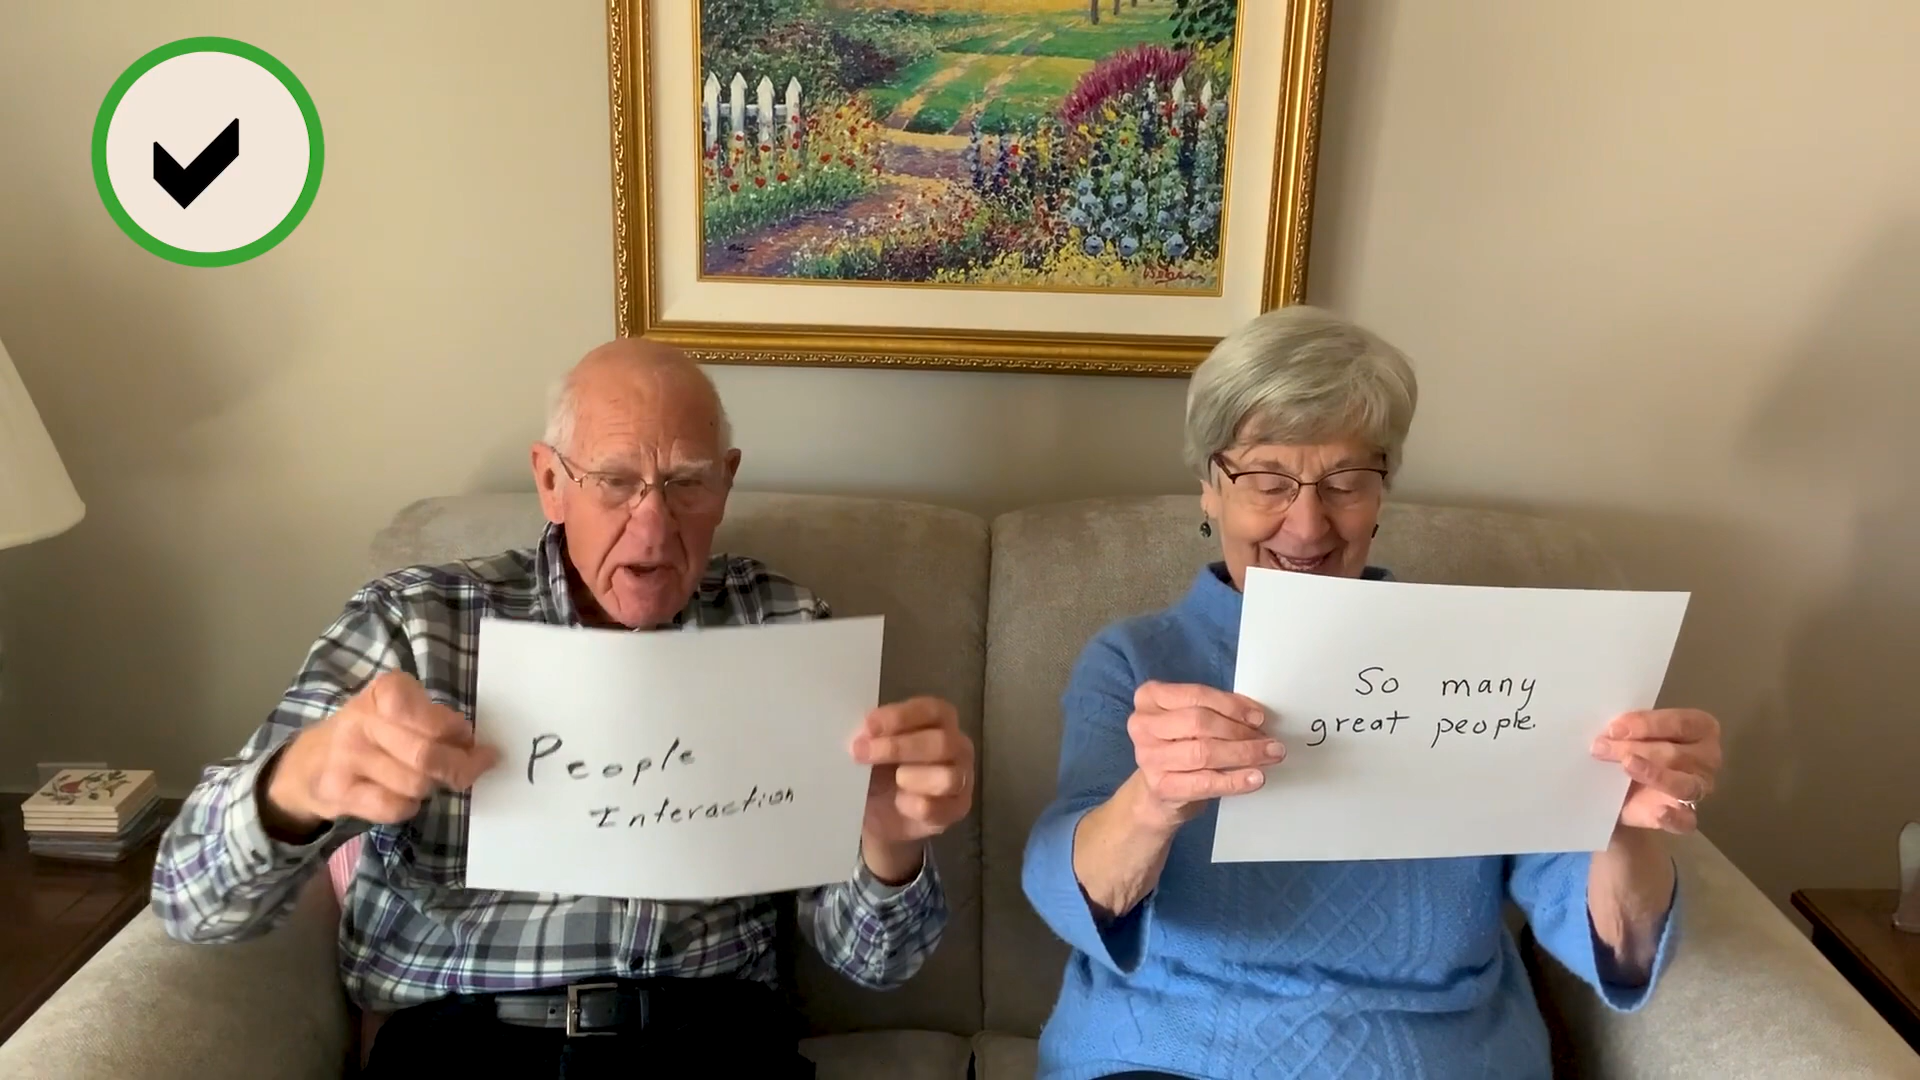 People
Interaction
So many
great people.